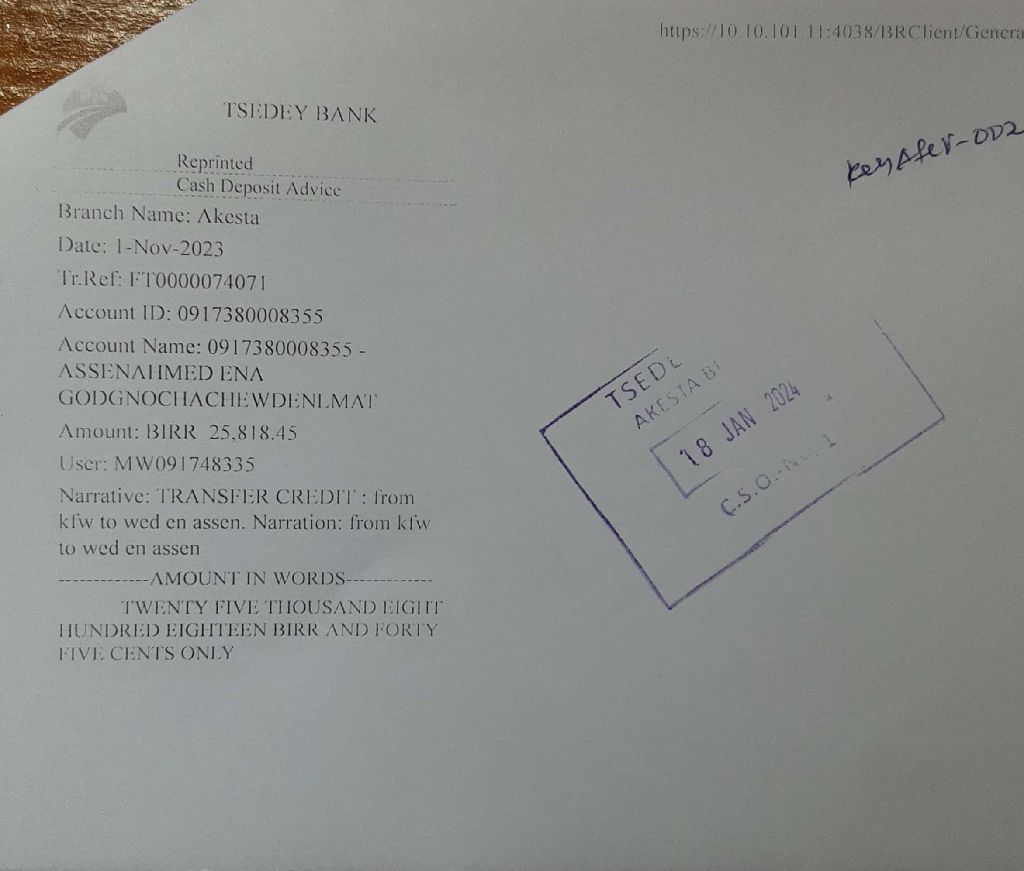 https://10.10.101.11:4038/BRClient/Genera
TSEDEY BANK
Reprinted
Cash Deposit Advice
Branch Name: Akesta
Date: 1-Nov-2023
Tr.Ref: FT0000074071
Account ID: 0917380008355
Account Name: 0917380008355 -
ASSENAHMED ENA
GODGNOCHACHEWDENLMAT
Amount: BIRR 25,818.45
User: MW091748335
Narrative: TRANSFER CREDIT : from
kfw to wed en assen. Narration: from kfw
to wed en assen
-------------AMOUNT IN WORDS-------------
TWENTY FIVE THOUSAND EIGHT
HUNDRED EIGHTEEN BIRR AND FORTY
FIVE CENTS ONLY
TSEDE
AKESTA B
18 JAN 2024
C.S.O.-No. 1